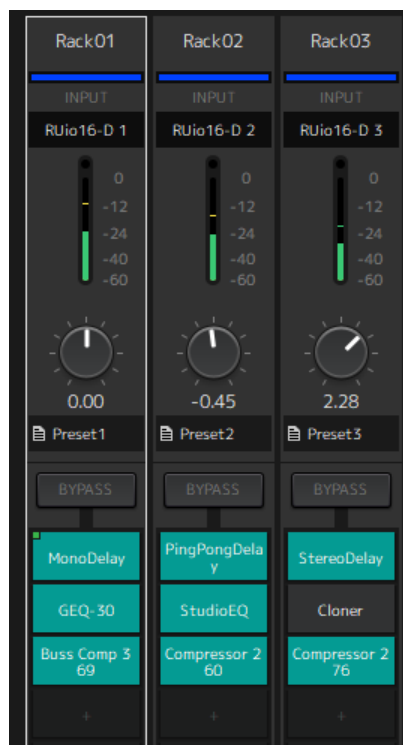 Rack01
Rack02
Rack03
INPUT
INPUT
INPUT
RUio16-D 1
RUio16-D 2
RUio16-D 3
0
-12
-24
-40
-60
0
-12
-24
-40
-60
0
-12
-24
-40
-60
0.00
-0.45
2.28
Preset1
Preset2
Preset3
BYPASS
BYPASS
BYPASS
MonoDelay
PingPongDela
y
StereoDelay
GEQ-30
StudioEQ
Cloner
Buss Comp 3
69
Compressor 2
60
Compressor 2
76
+
+
+